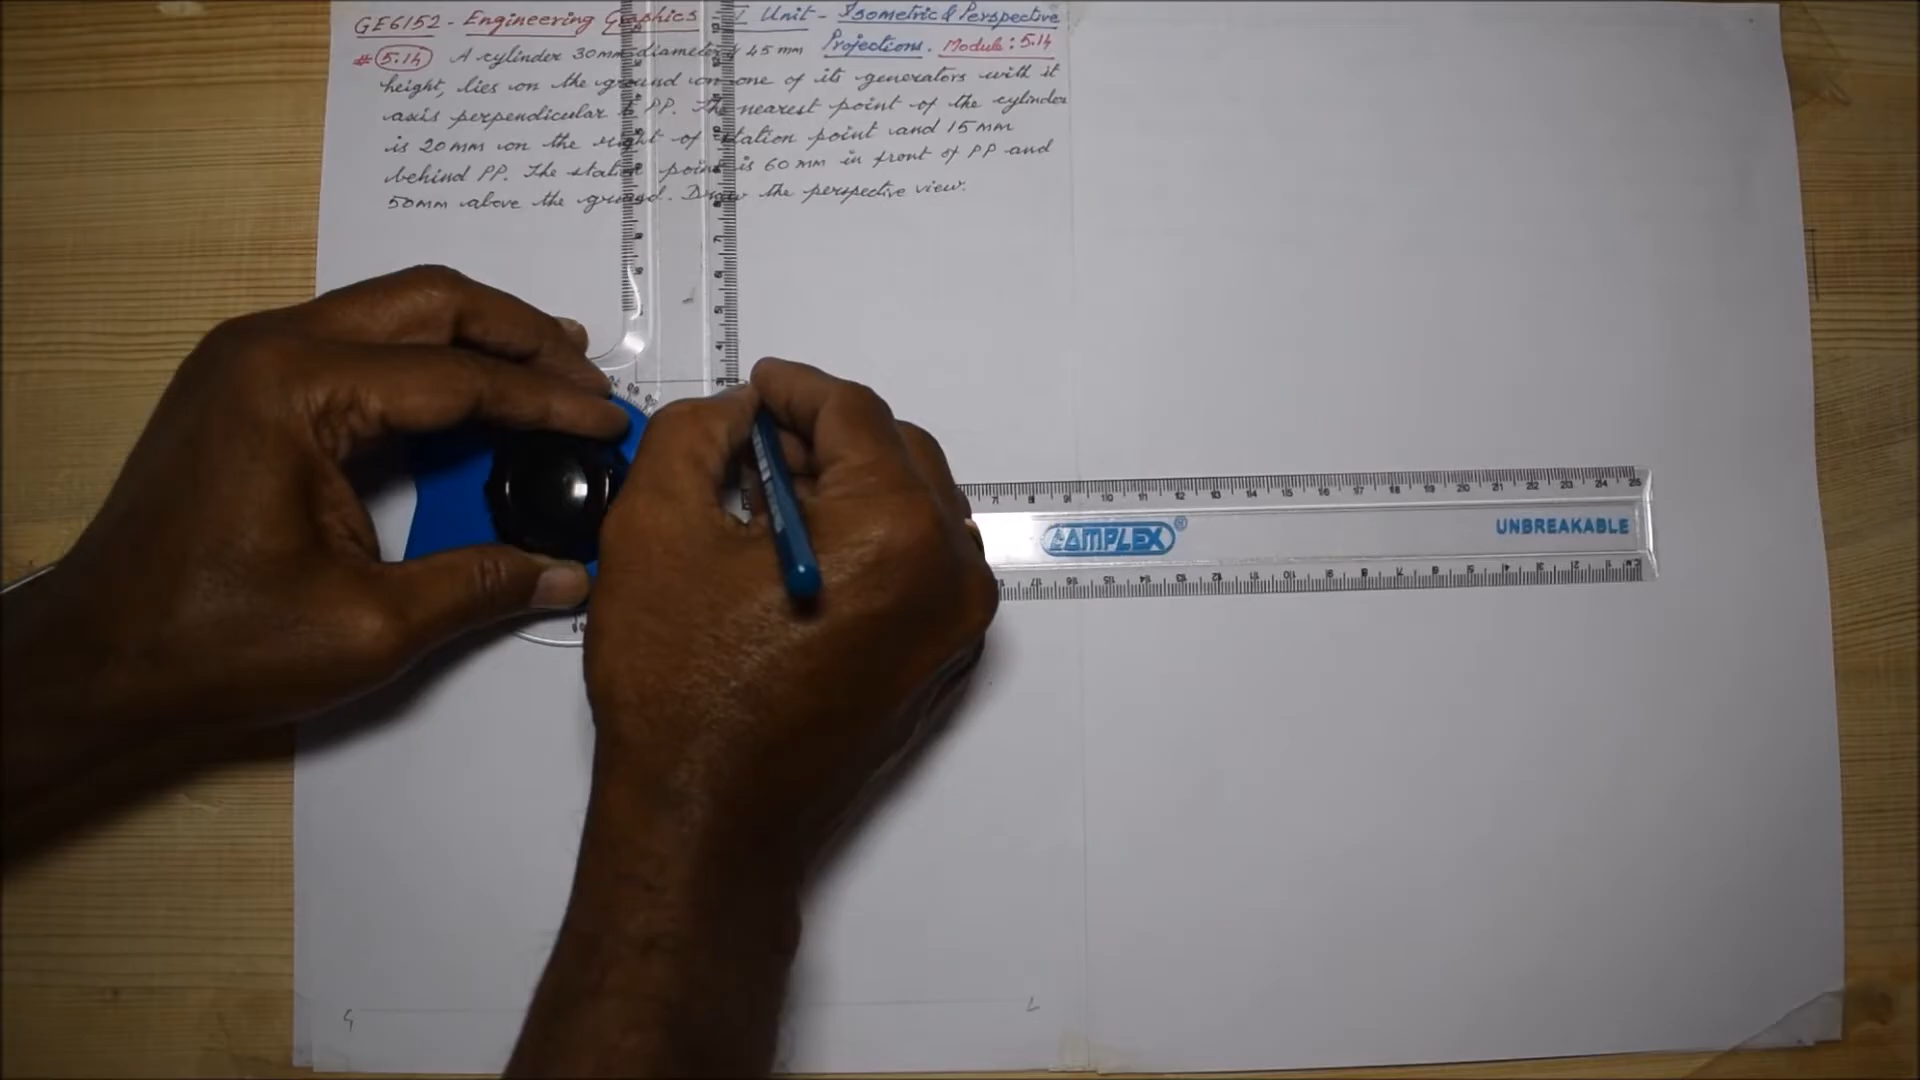 GE6152 - Engineering Graphics - V Unit - Isometric & Perspective
Projections. Module: 5.14
# 5.14 A cylinder 30mm diameter & 45 mm
height, lies on the ground on one of its generators with it
axis perpendicular to PP. The nearest point of the cylinder
is 20mm on the right of station point and 15mm
behind PP. The station point is 60mm in front of PP and
50mm above the ground. Draw the perspective view.
CAMPLEX®
UNBREAKABLE
G L